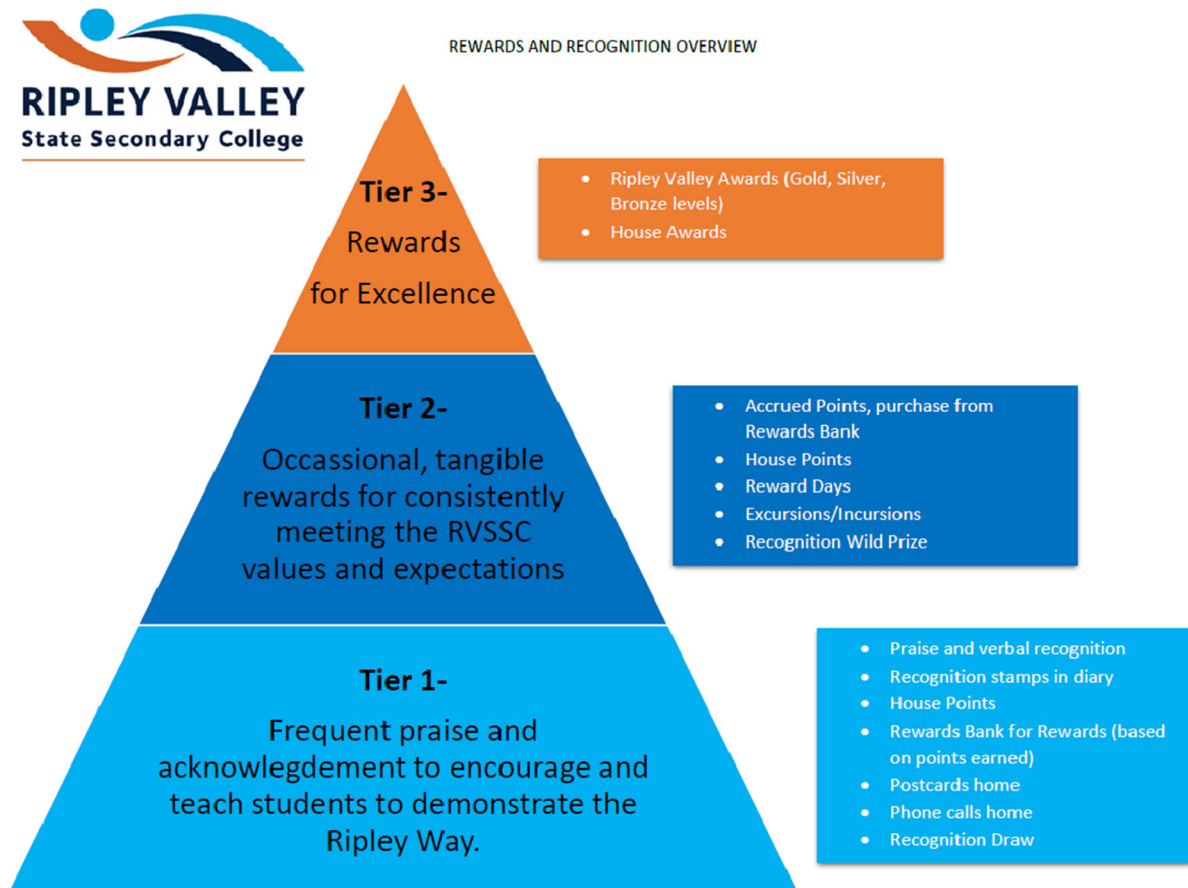 RIPLEY VALLEY
State Secondary College
REWARDS AND RECOGNITION OVERVIEW
Tier 3-
Rewards
for Excellence
• Ripley Valley Awards (Gold, Silver,
Bronze levels)
• House Awards
Tier 2-
Occassional, tangible
rewards for consistently
meeting the RVSSC
values and expectations
• Accrued Points, purchase from
Rewards Bank
• House Points
• Reward Days
• Excursions/Incursions
• Recognition Wild Prize
Tier 1-
Frequent praise and
acknowlegdement to encourage and
teach students to demonstrate the
Ripley Way.
• Praise and verbal recognition
• Recognition stamps in diary
• House Points
• Rewards Bank for Rewards (based
on points earned)
• Postcards home
• Phone calls home
• Recognition Draw